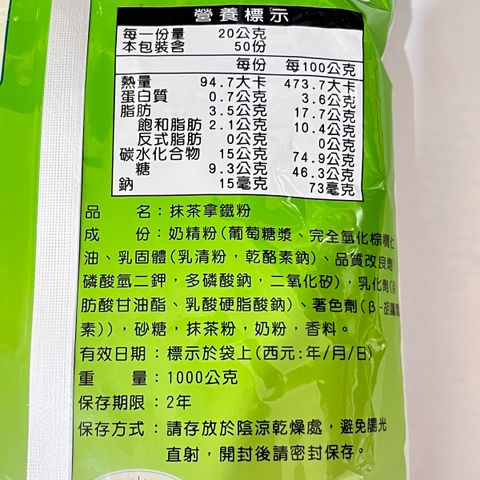 營養標示
每一份量 20公克
本包裝含 50份
每份 每100公克
熱量 94.7大卡 473.7大卡
蛋白質 0.7公克 3.6公克
脂肪 3.5公克 17.7公克
飽和脂肪 2.1公克 10.4公克
反式脂肪 0公克 0公克
碳水化合物 15公克 74.9公克
糖 9.3公克 46.3公克
鈉 15毫克 73毫克
品 名：抹茶拿鐵粉
成 份：奶精粉(葡萄糖漿、完全氫化棕櫚仁
油、乳固體(乳清粉，乾酪素鈉)、品質改良劑
磷酸氫二鉀，多磷酸鈉，二氧化矽)，乳化劑(
肪酸甘油酯、乳酸硬脂酸鈉)、著色劑(β-胡蘿蔔
素))，砂糖，抹茶粉，奶粉，香料。
有效日期：標示於袋上(西元:年/月/日)
重 量：1000公克
保存期限：2年
保存方式：請存放於陰涼乾燥處，避免陽光
直射，開封後請密封保存。